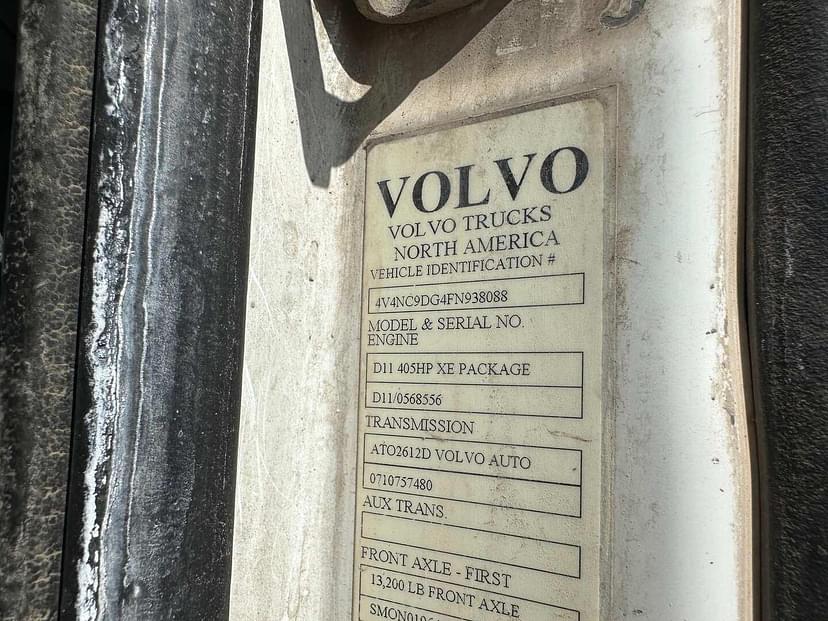 VOLVO
VOLVO TRUCKS
NORTH AMERICA
VEHICLE IDENTIFICATION #
4V4NC9DG4FN938088
MODEL & SERIAL NO.
ENGINE
D11 405HP XE PACKAGE
D11/0568556
TRANSMISSION
ATO2612D VOLVO AUTO
0710757480
AUX TRANS.
FRONT AXLE - FIRST
13,200 LB FRONT AXLE